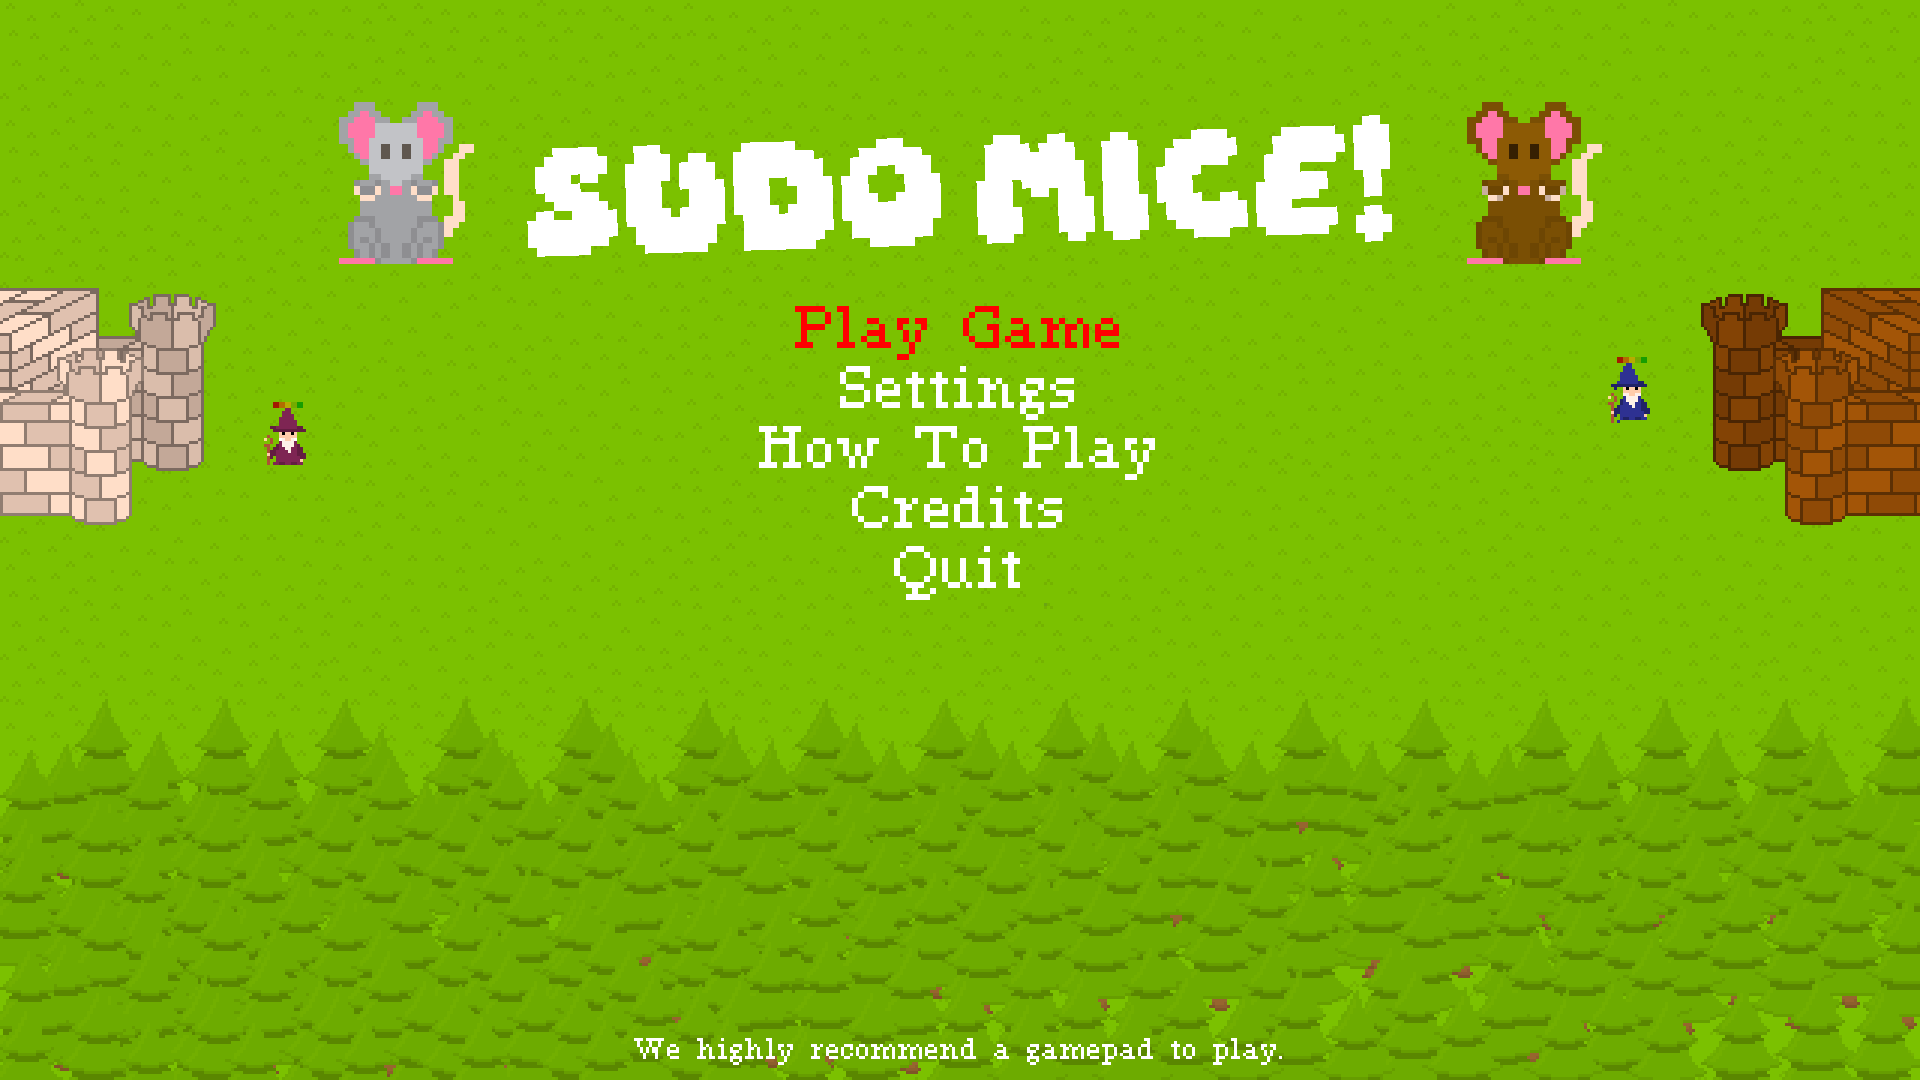 SUDO MICE!
Play Game
Settings
How To Play
Credits
Quit
We highly recommend a gamepad to play.